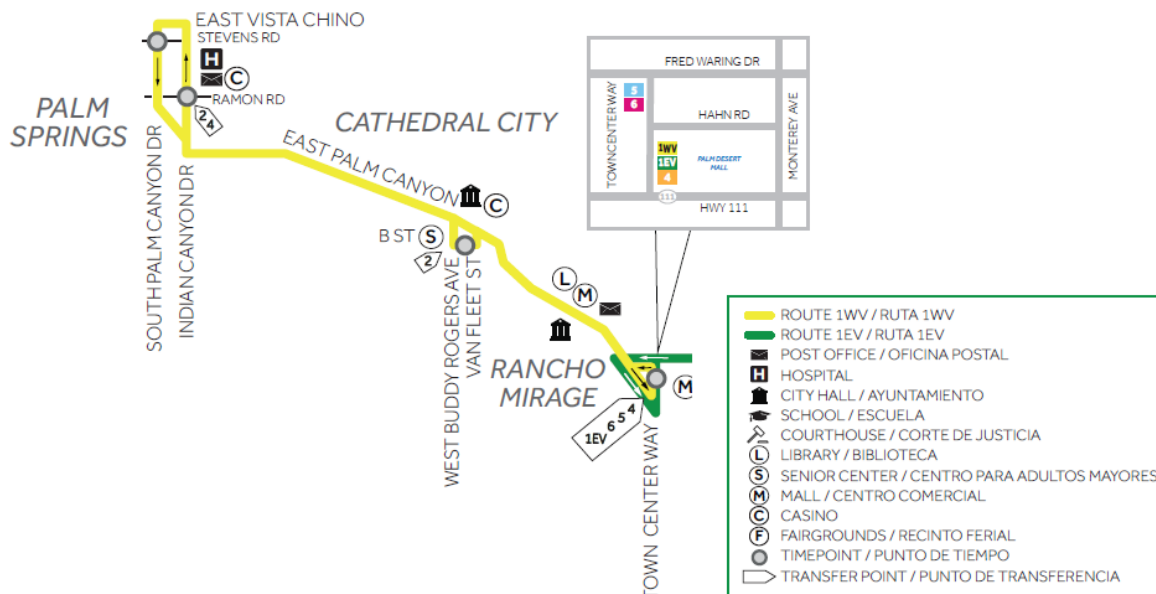 EAST VISTA CHINO
STEVENS RD
H
C
RAMON RD
2 4
PALM
SPRINGS
SOUTH PALM CANYON DR
INDIAN CANYON DR
CATHEDRAL CITY
EAST PALM CANYON
C
B ST
S
2
WEST BUDDY ROGERS AVE
VAN FLEET ST
L
M
RANCHO
MIRAGE
M
1EV 6 5 4
TOWN CENTER WAY
FRED WARING DR
TOWN CENTER WAY
5
6
HAHN RD
MONTEREY AVE
1WV
1EV
4
PALM DESERT
MALL
111
HWY 111
ROUTE 1WV / RUTA 1WV
ROUTE 1EV / RUTA 1EV
POST OFFICE / OFICINA POSTAL
H HOSPITAL
CITY HALL / AYUNTAMIENTO
SCHOOL / ESCUELA
COURTHOUSE / CORTE DE JUSTICIA
L LIBRARY / BIBLIOTECA
S SENIOR CENTER / CENTRO PARA ADULTOS MAYORES
M MALL / CENTRO COMERCIAL
C CASINO
F FAIRGROUNDS / RECINTO FERIAL
TIMEPOINT / PUNTO DE TIEMPO
TRANSFER POINT / PUNTO DE TRANSFERENCIA